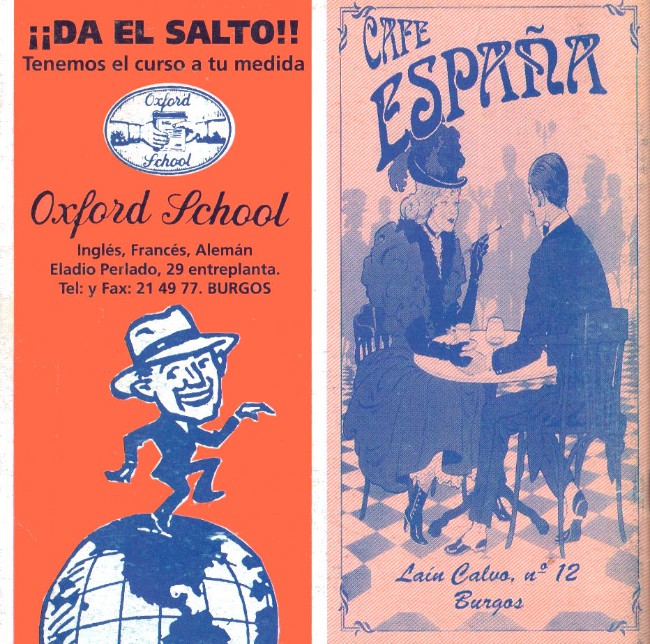 ¡¡DA EL SALTO!!
Tenemos el curso a tu medida
Oxford
School
Oxford School
Inglés, Francés, Alemán
Eladio Perlado, 29 entreplanta.
Tel: y Fax: 21 49 77. BURGOS
CAFE
ESPAÑA
Laín Calvo, nº 12
Burgos